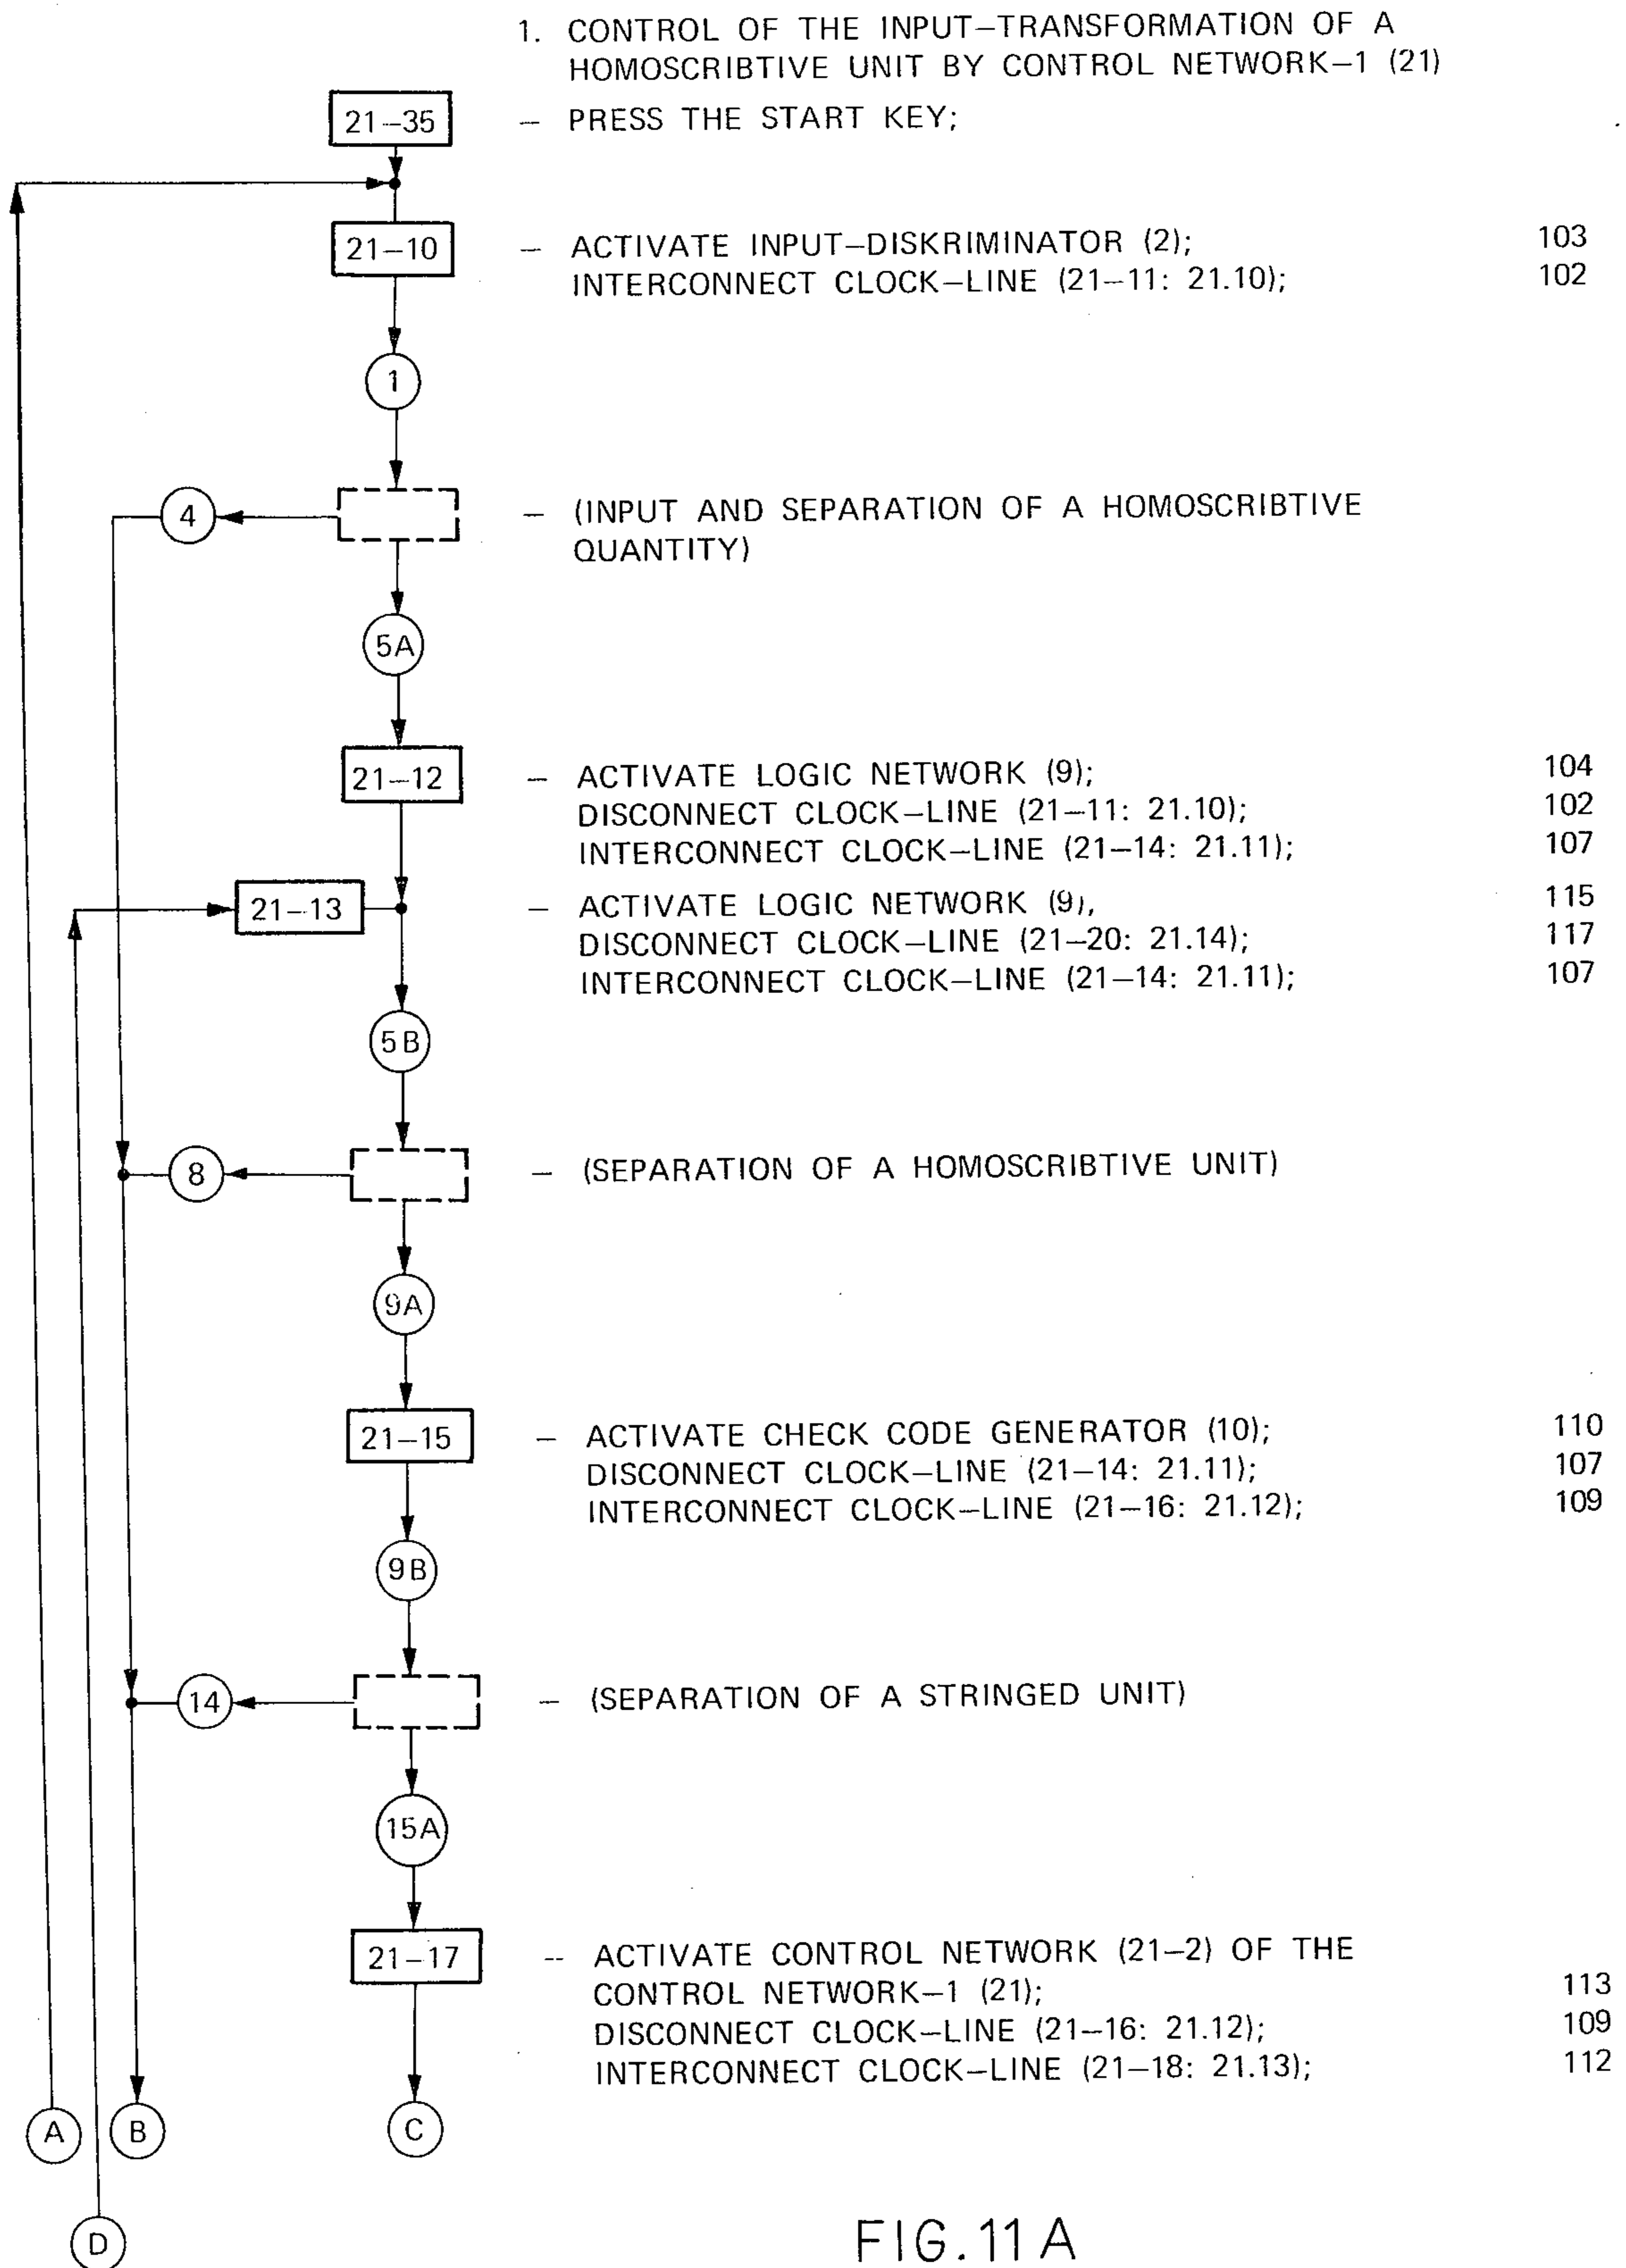 1. CONTROL OF THE INPUT–TRANSFORMATION OF A
HOMOSCRIBTIVE UNIT BY CONTROL NETWORK–1 (21)
21–35 – PRESS THE START KEY;
21–10 – ACTIVATE INPUT–DISKRIMINATOR (2); 103
INTERCONNECT CLOCK–LINE (21–11: 21.10); 102
1
4 – (INPUT AND SEPARATION OF A HOMOSCRIBTIVE
QUANTITY)
5A
21–12 – ACTIVATE LOGIC NETWORK (9); 104
DISCONNECT CLOCK–LINE (21–11: 21.10); 102
INTERCONNECT CLOCK–LINE (21–14: 21.11); 107
21–13 – ACTIVATE LOGIC NETWORK (9), 115
DISCONNECT CLOCK–LINE (21–20: 21.14); 117
INTERCONNECT CLOCK–LINE (21–14: 21.11); 107
5B
8 – (SEPARATION OF A HOMOSCRIBTIVE UNIT)
9A
21–15 – ACTIVATE CHECK CODE GENERATOR (10); 110
DISCONNECT CLOCK–LINE (21–14: 21.11); 107
INTERCONNECT CLOCK–LINE (21–16: 21.12); 109
9B
14 – (SEPARATION OF A STRINGED UNIT)
15A
21–17 -- ACTIVATE CONTROL NETWORK (21–2) OF THE
CONTROL NETWORK–1 (21); 113
DISCONNECT CLOCK–LINE (21–16: 21.12); 109
INTERCONNECT CLOCK–LINE (21–18: 21.13); 112
A B C
D
FIG.11A